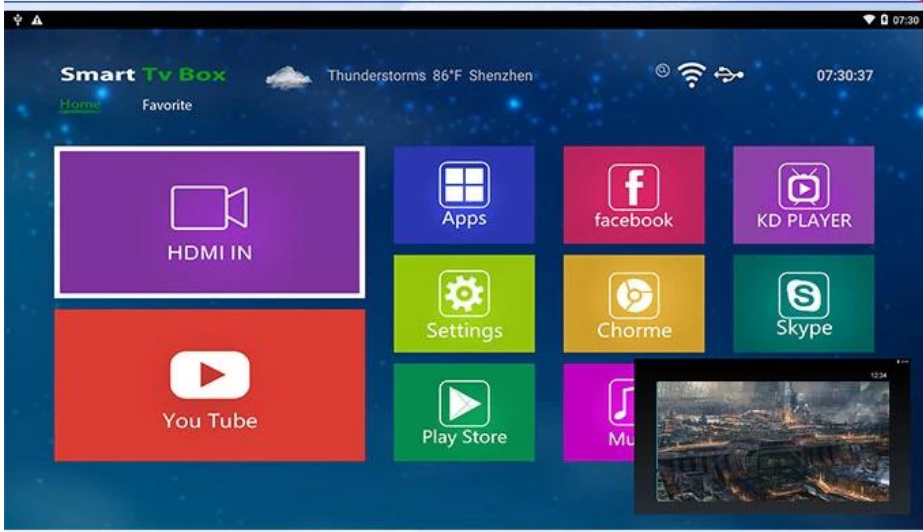 07:30
Smart Tv Box
Thunderstorms 86°F Shenzhen
07:30:37
Home
Favorite
HDMI IN
Apps
facebook
KD PLAYER
Settings
Chorme
Skype
You Tube
Play Store
Mu
12:34